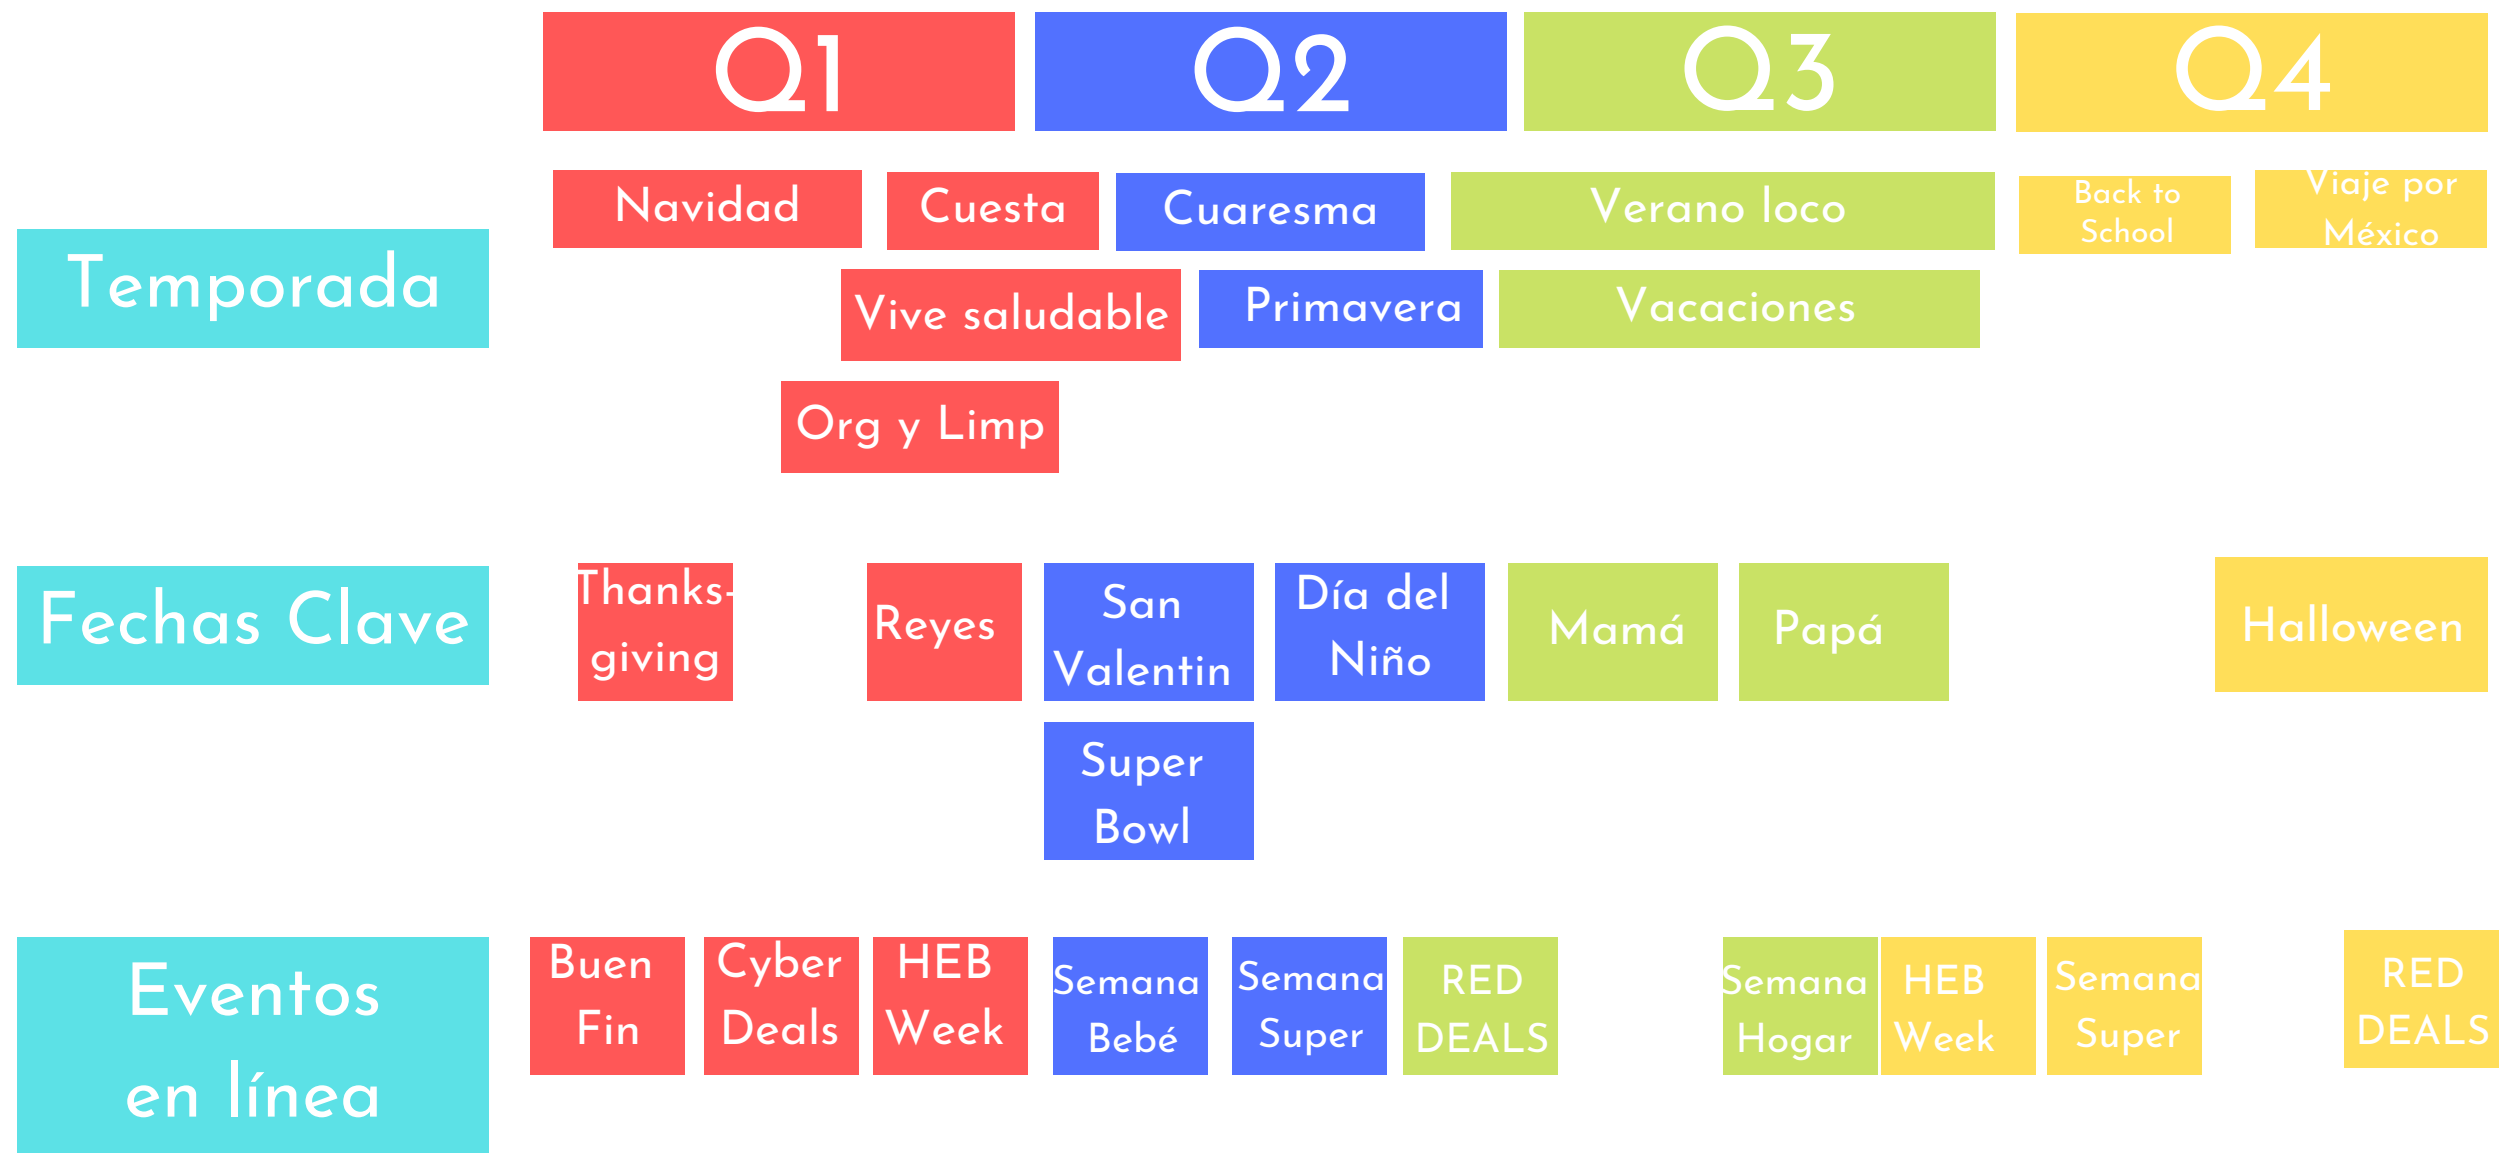 Q1
Q2
Q3
Q4
Temporada
Navidad
Cuesta
Cuaresma
Verano loco
Back to
School
Viaje por
México
Vive saludable
Primavera
Vacaciones
Org y Limp
Fechas Clave
Thanks-
giving
Reyes
San
Valentin
Día del
Niño
Mamá
Papá
Halloween
Super
Bowl
Eventos
en línea
Buen
Fin
Cyber
Deals
HEB
Week
Semana
Bebé
Semana
Super
RED
DEALS
Semana
Hogar
HEB
Week
Semana
Super
RED
DEALS